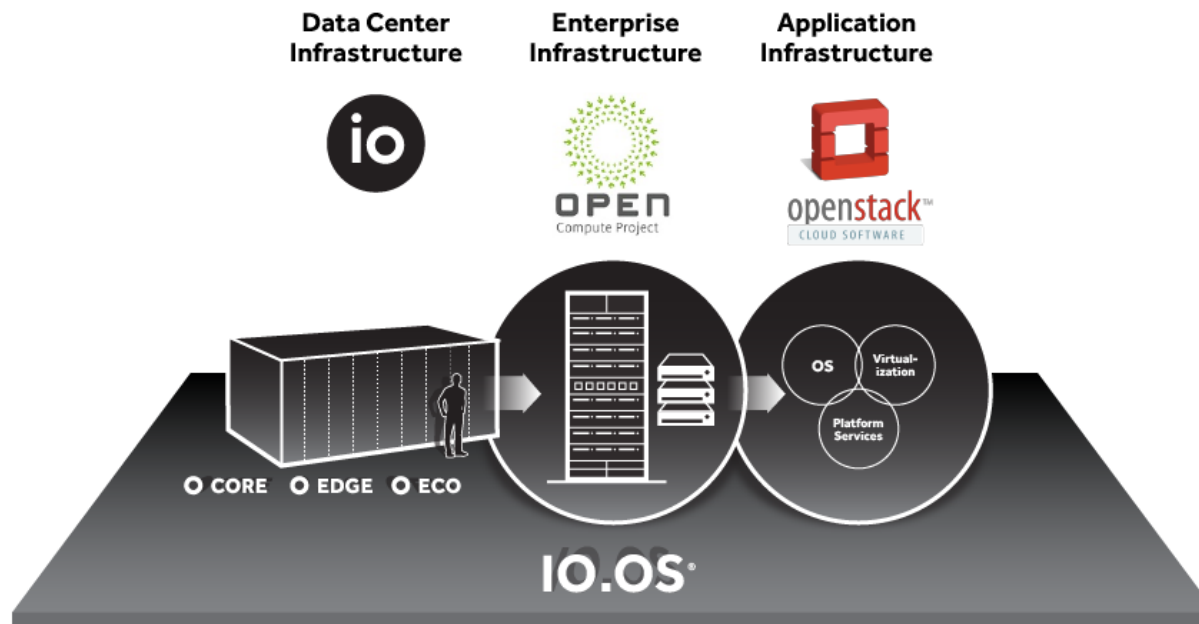 Data Center
Infrastructure
Enterprise
Infrastructure
Application
Infrastructure
io
OPEN
Compute Project
openstack™
CLOUD SOFTWARE
OS
Virtual-
ization
Platform
Services
CORE EDGE ECO
IO.OS®